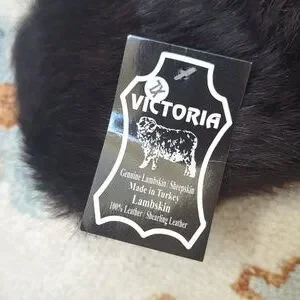 VICTORIA
Genuine Lambskin / Sheepskin
Made in Turkey
Lambskin
100% Leather / Shearling Leather